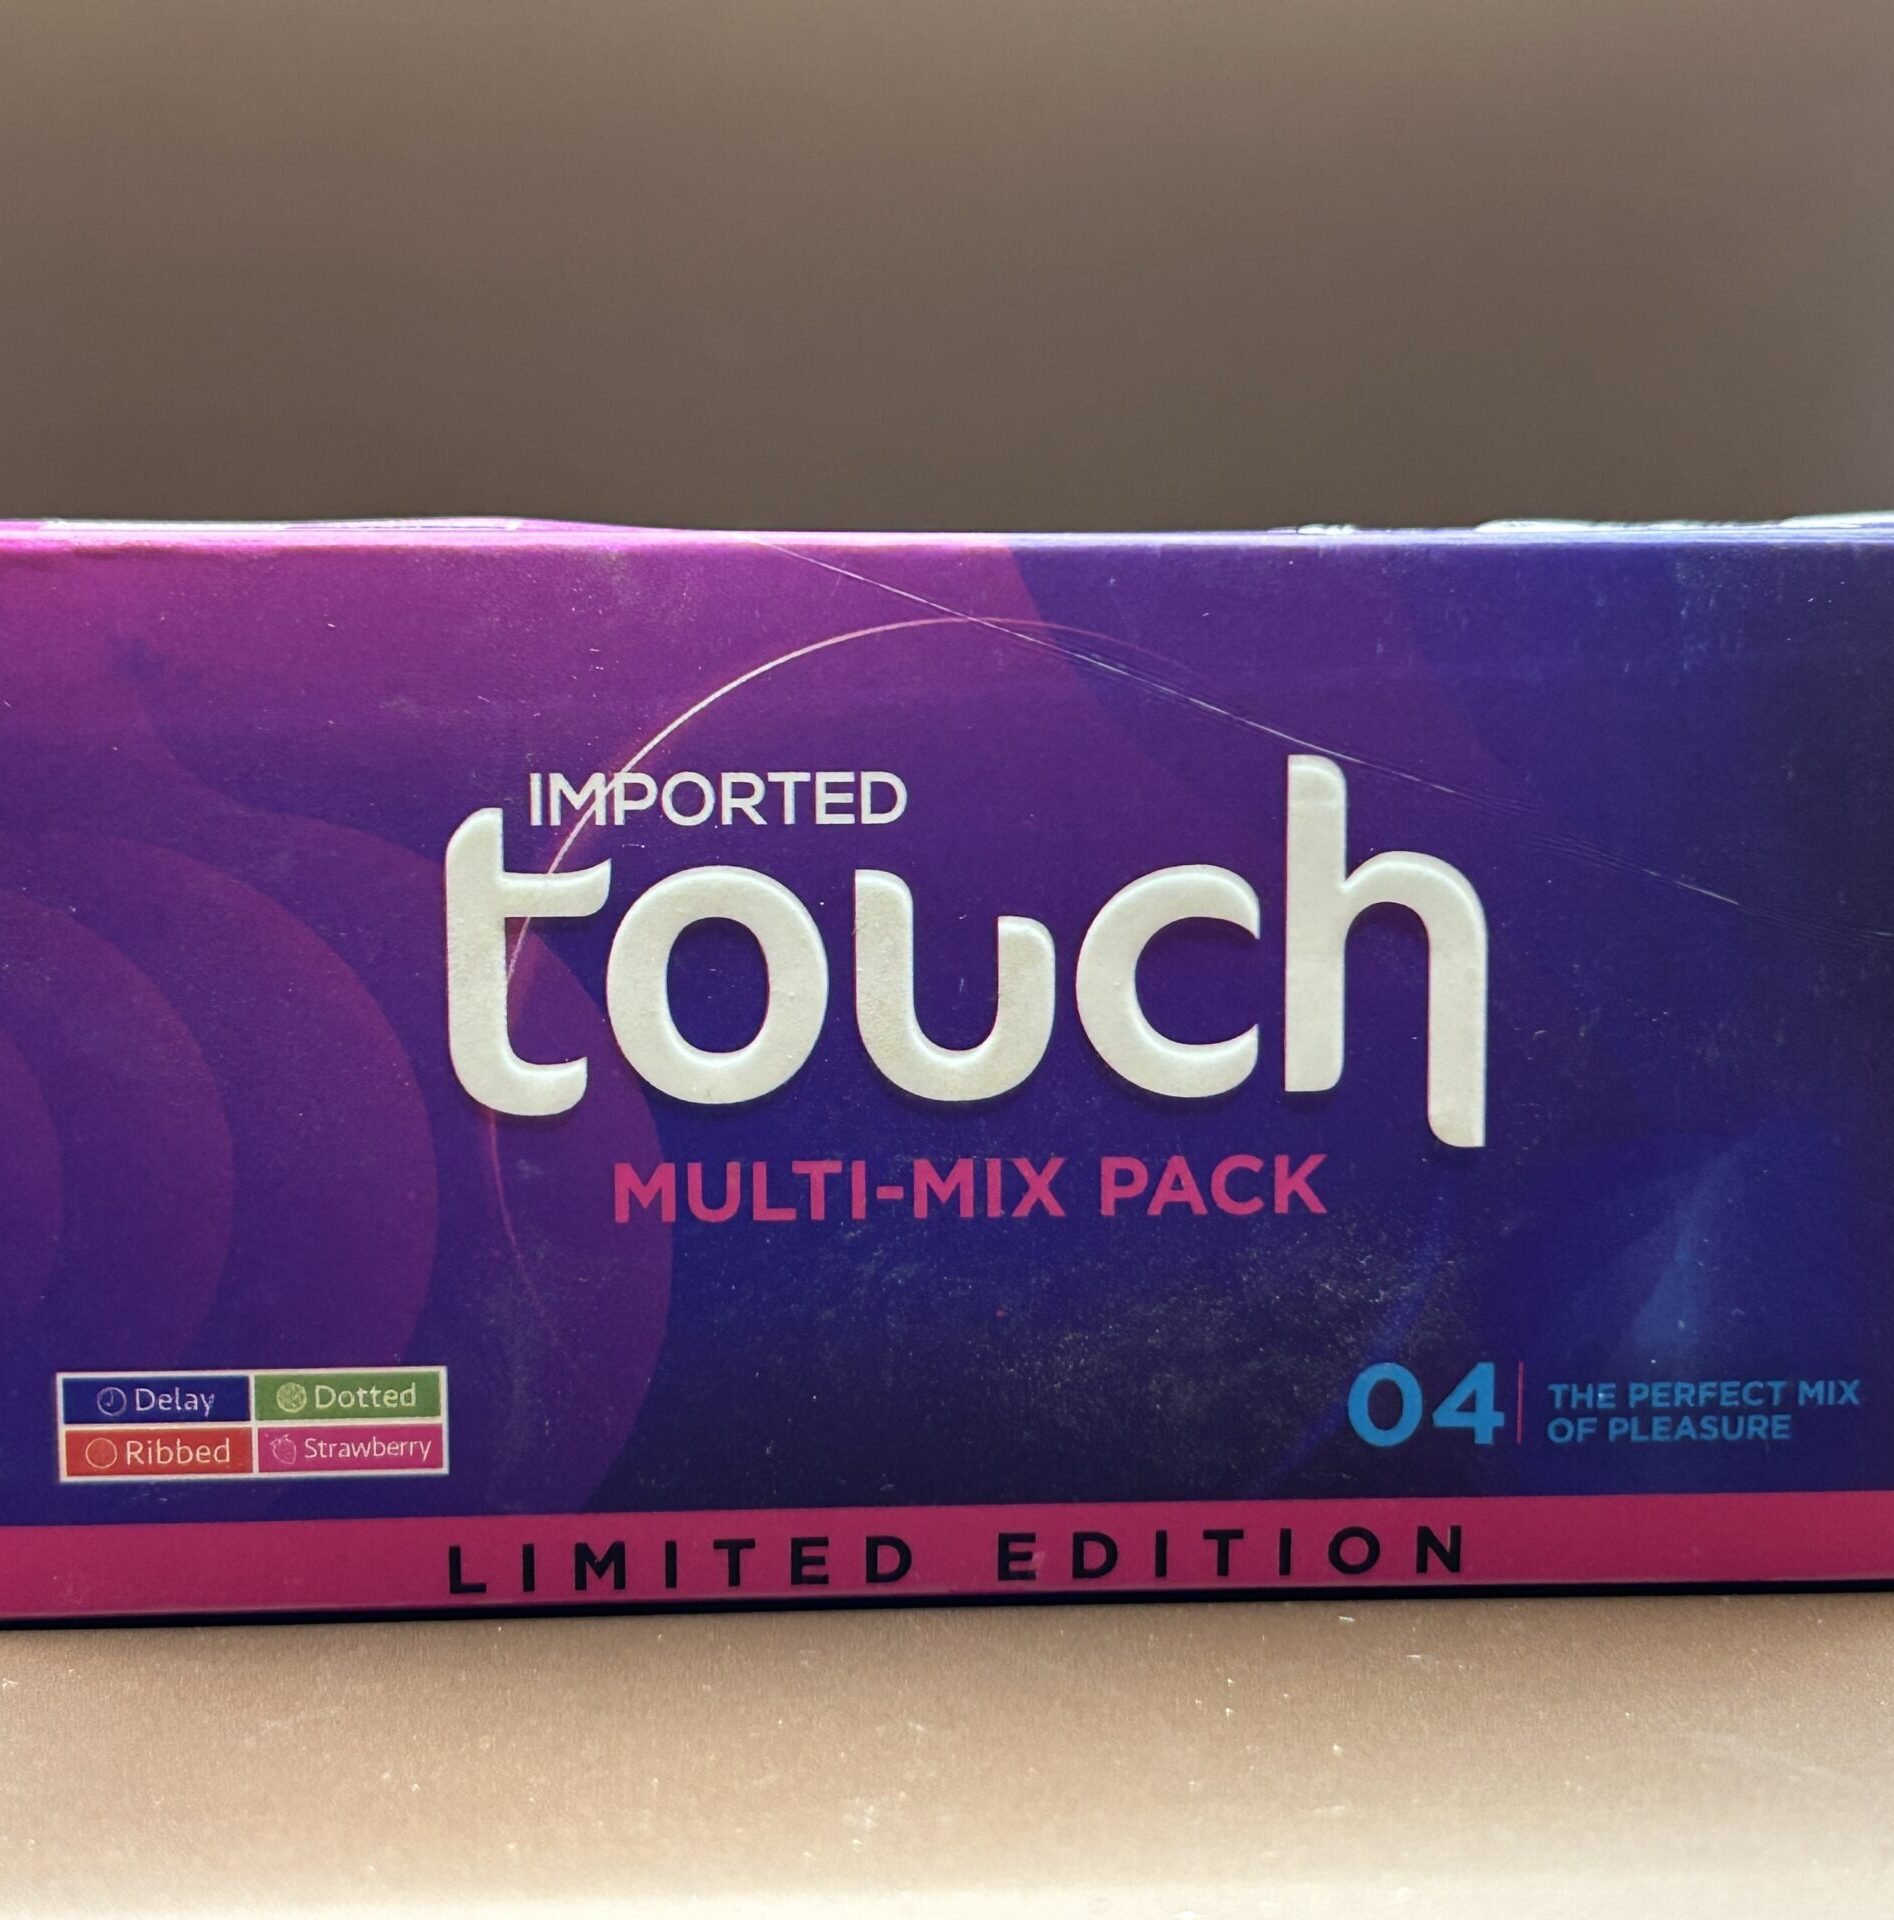 IMPORTED
touch
MULTI-MIX PACK
Delay
Dotted
Ribbed
Strawberry
04
THE PERFECT MIX
OF PLEASURE
LIMITED EDITION